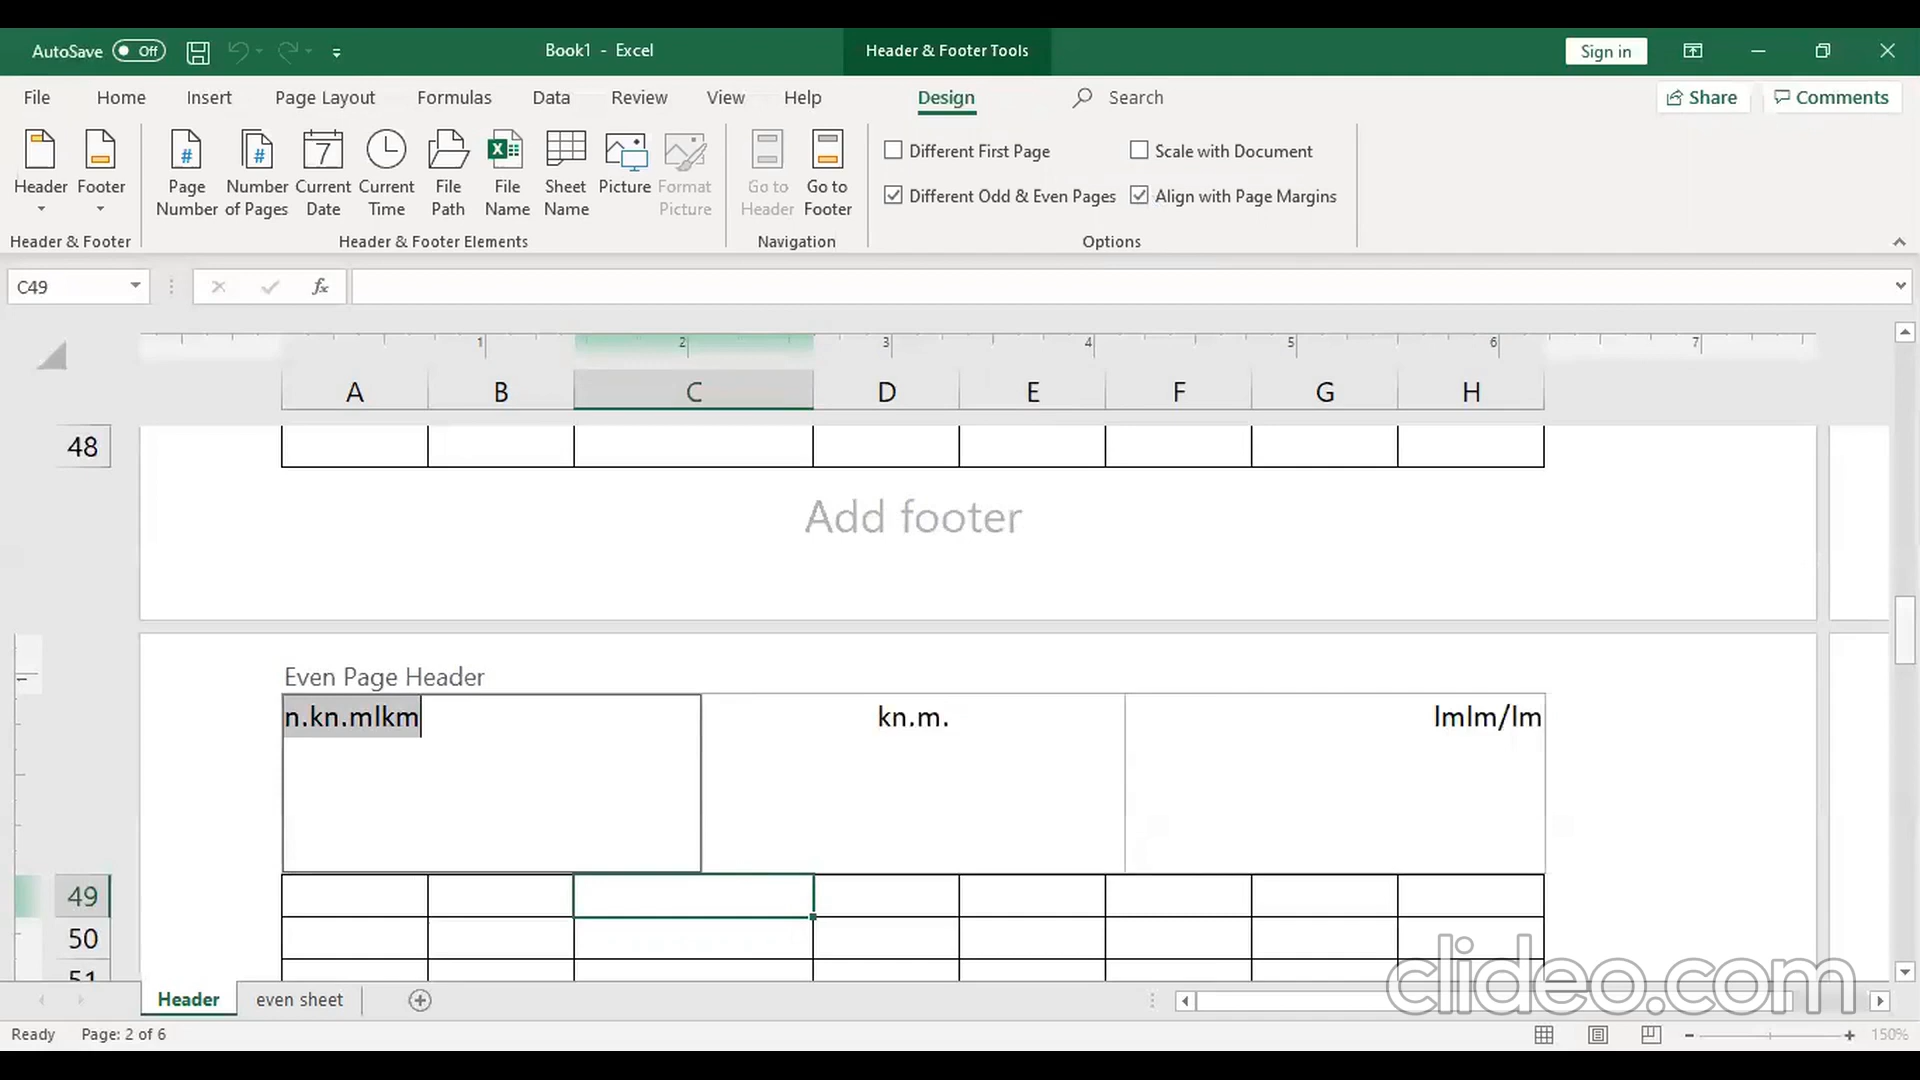 AutoSave Off Book1 - Excel Header & Footer Tools Sign in
File Home Insert Page Layout Formulas Data Review View Help Design Search Share Comments
Header Footer Page Number Number of Pages Current Date Current Time File Path File Name Sheet Name Picture Format Picture Go to Header Go to Footer
Different First Page Scale with Document
Different Odd & Even Pages Align with Page Margins
Header & Footer Header & Footer Elements Navigation Options
C49 fx
1 2 3 4 5 6 7
A B C D E F G H
48
Add footer
Even Page Header
n.kn.mlkm kn.m. lmlm/lm
49
50
51
clideo.com
Header even sheet
Ready Page: 2 of 6 150%